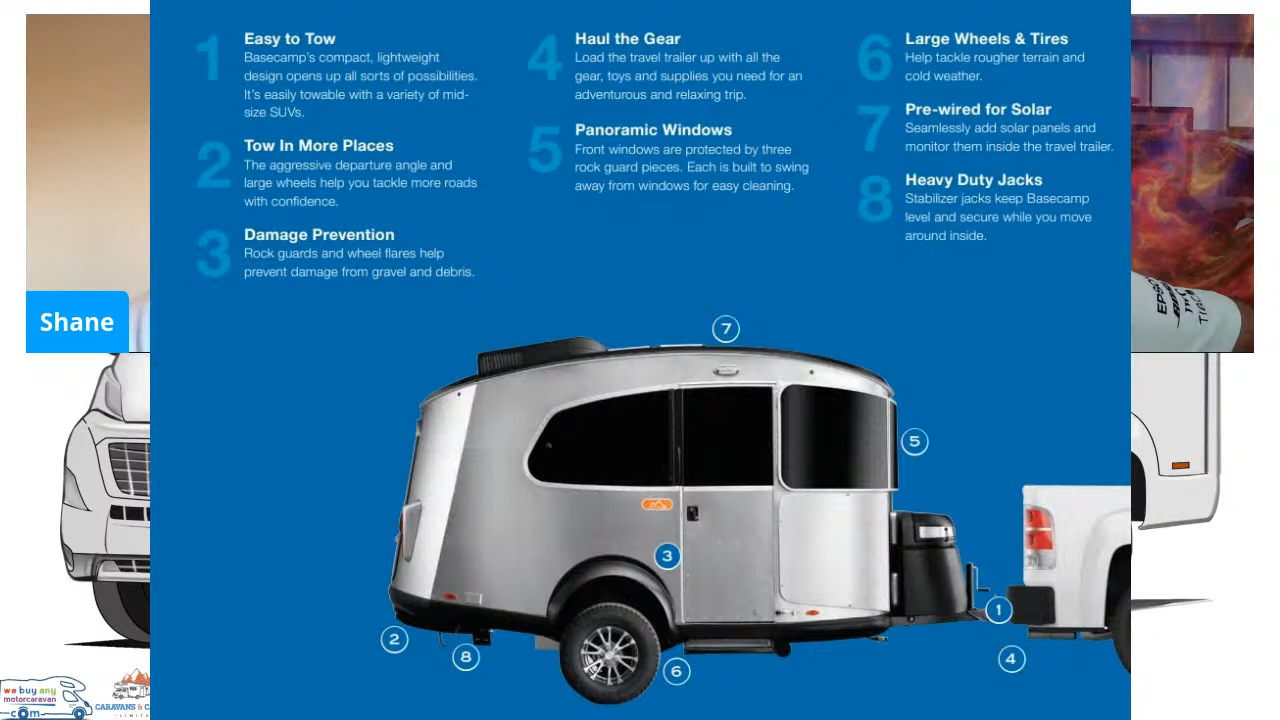 1
Easy to Tow
Basecamp's compact, lightweight
design opens up all sorts of possibilities.
It's easily towable with a variety of mid-
size SUVs.
2
Tow In More Places
The aggressive departure angle and
large wheels help you tackle more roads
with confidence.
3
Damage Prevention
Rock guards and wheel flares help
prevent damage from gravel and debris.
4
Haul the Gear
Load the travel trailer up with all the
gear, toys and supplies you need for an
adventurous and relaxing trip.
5
Panoramic Windows
Front windows are protected by three
rock guard pieces. Each is built to swing
away from windows for easy cleaning.
6
Large Wheels & Tires
Help tackle rougher terrain and
cold weather.
7
Pre-wired for Solar
Seamlessly add solar panels and
monitor them inside the travel trailer.
8
Heavy Duty Jacks
Stabilizer jacks keep Basecamp
level and secure while you move
around inside.
Shane
7
5
3
1
2
8
6
4
we buy any
motorcaravan
com
CARAVANS